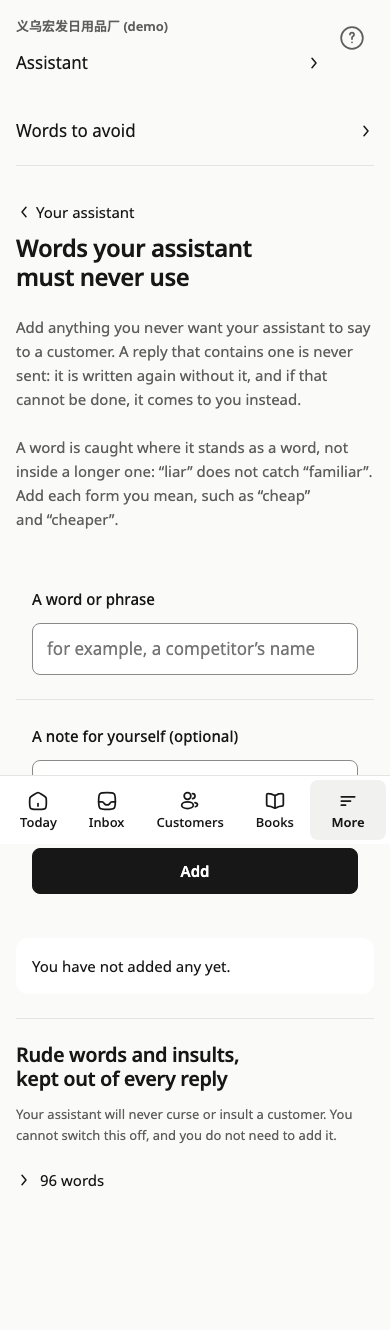 义乌宏发日用品厂 (demo)
Assistant
Words to avoid
Your assistant
Words your assistant
must never use
Add anything you never want your assistant to say
to a customer. A reply that contains one is never
sent: it is written again without it, and if that
cannot be done, it comes to you instead.
A word is caught where it stands as a word, not
inside a longer one: “liar” does not catch “familiar”.
Add each form you mean, such as “cheap”
and “cheaper”.
A word or phrase
for example, a competitor’s name
A note for yourself (optional)
Today
Inbox
Customers
Books
More
Add
You have not added any yet.
Rude words and insults,
kept out of every reply
Your assistant will never curse or insult a customer. You
cannot switch this off, and you do not need to add it.
96 words